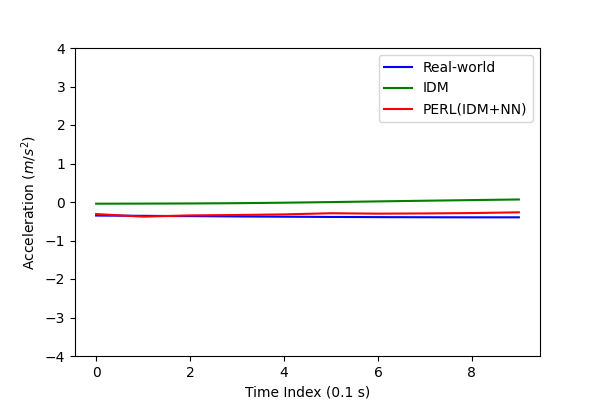 Real-world
IDM
PERL(IDM+NN)
4
3
2
1
0
−1
−2
−3
−4
Acceleration (m/s²)
0
2
4
6
8
Time Index (0.1 s)